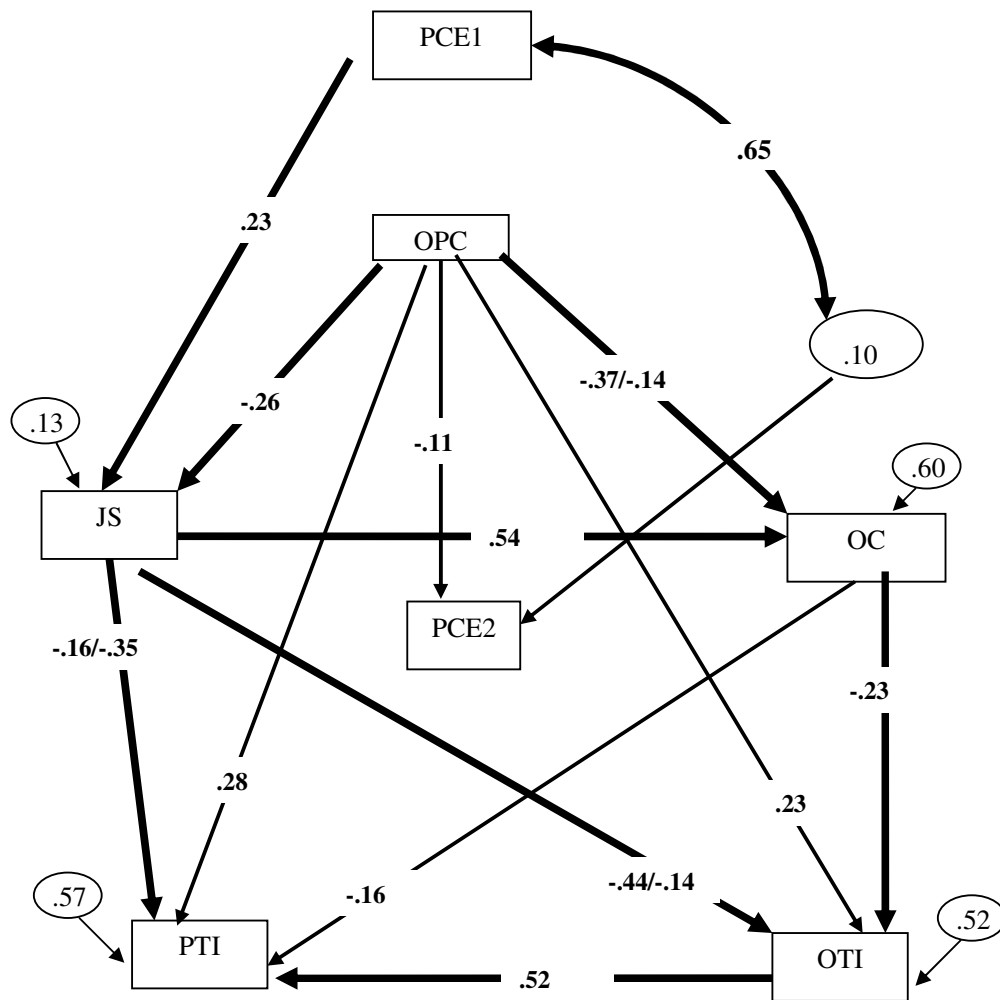 PCE1
.65
.23
OPC
.10
-.37/-.14
-.26
.13
-.11
.60
JS
.54
OC
PCE2
-.16/-.35
-.23
.28
.23
-.44/-.14
.57
-.16
.52
PTI
OTI
.52